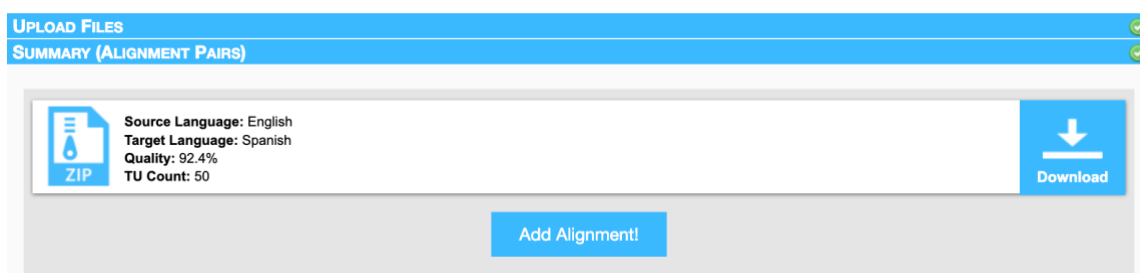 UPLOAD FILES
SUMMARY (ALIGNMENT PAIRS)
Source Language: English
Target Language: Spanish
Quality: 92.4%
TU Count: 50
ZIP
Download
Add Alignment!